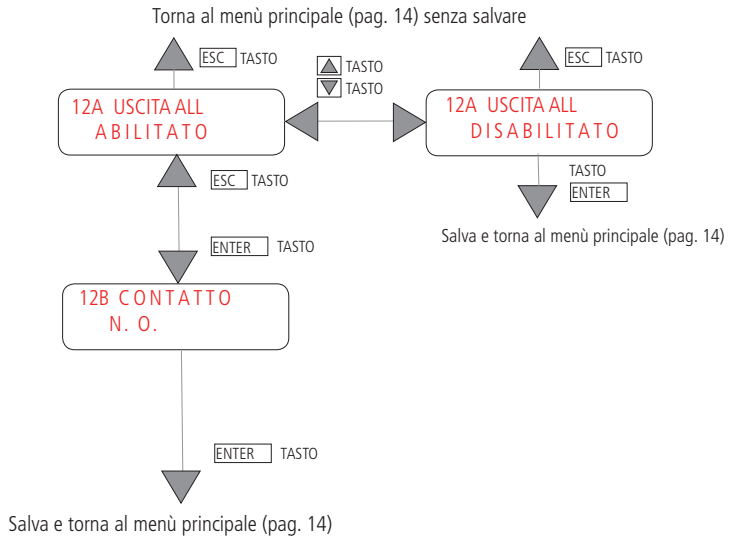 Torna al menù principale (pag. 14) senza salvare
ESC TASTO
TASTO
TASTO
ESC TASTO
12A USCITA ALL
ABILITATO
12A USCITA ALL
DISABILITATO
ESC TASTO
TASTO
ENTER
Salva e torna al menù principale (pag. 14)
ENTER TASTO
12B CONTATTO
N. O.
ENTER TASTO
Salva e torna al menù principale (pag. 14)